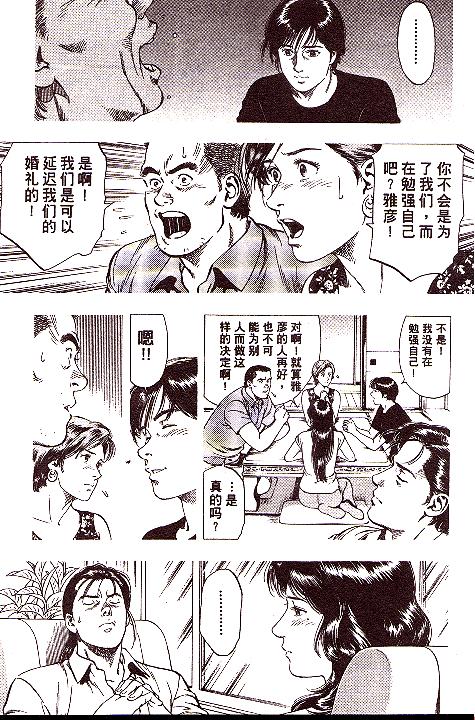 ………
你不会是为
了我们，而
在勉强自己
吧？雅彦！
是啊！
我们是可以
延迟我们的
婚礼的！
不是！
我没有在
勉强自己！
对啊！就算雅
彦的人再好，
也不可能为别
人而做这
样的决定啊！
…是
真的吗？
嗯!!
………